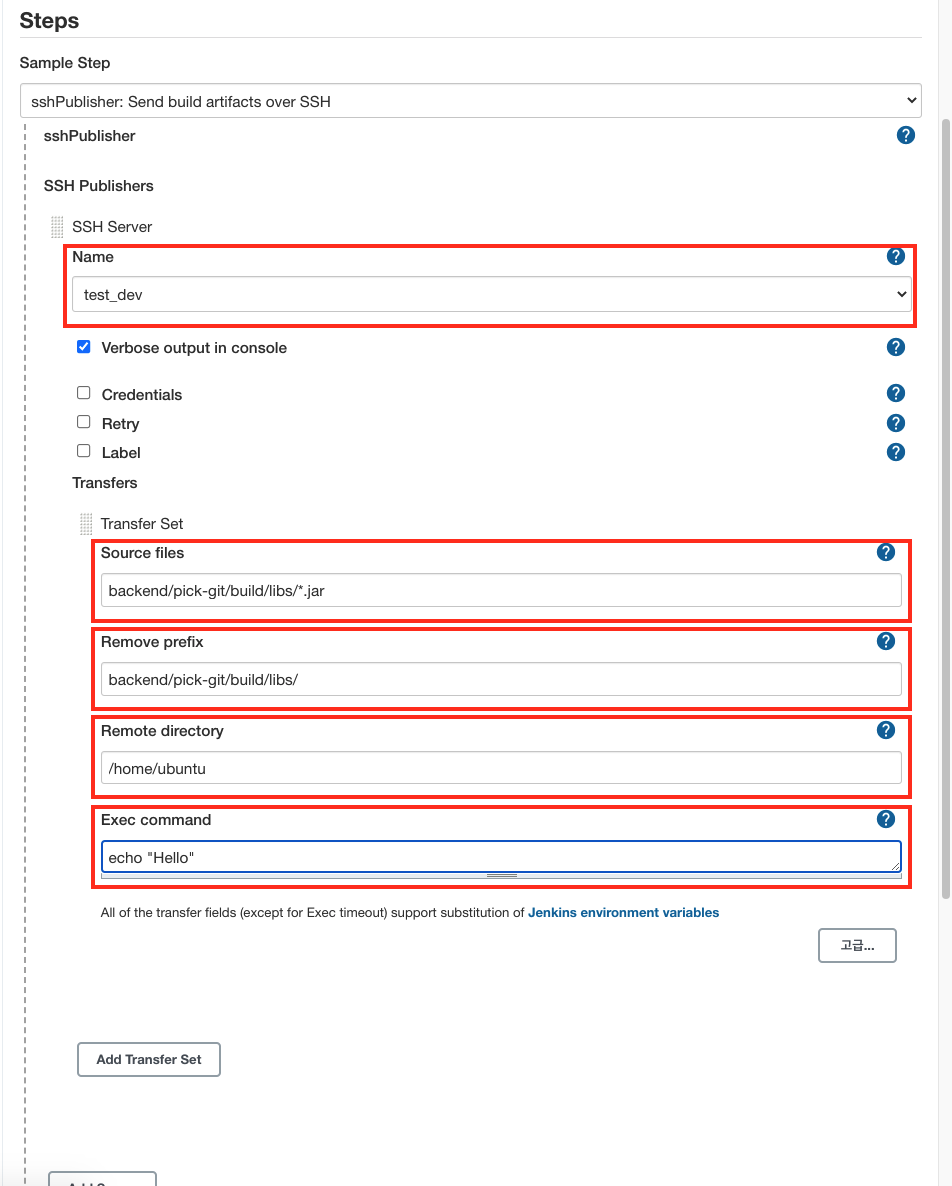 Steps
Sample Step
sshPublisher: Send build artifacts over SSH
sshPublisher
?
SSH Publishers
SSH Server
Name
?
test_dev
Verbose output in console
?
Credentials
?
Retry
?
Label
?
Transfers
Transfer Set
Source files
?
backend/pick-git/build/libs/*.jar
Remove prefix
?
backend/pick-git/build/libs/
Remote directory
?
/home/ubuntu
Exec command
?
echo "Hello"
All of the transfer fields (except for Exec timeout) support substitution of Jenkins environment variables
고급...
Add Transfer Set